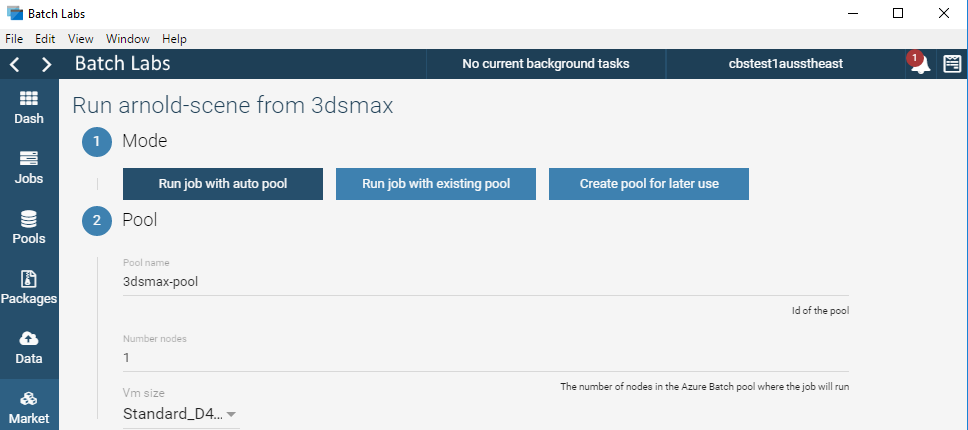 Batch Labs
File Edit View Window Help
Batch Labs No current background tasks cbstest1ausstheast 1
Dash
Jobs
Pools
Packages
Data
Market
Run arnold-scene from 3dsmax
1 Mode
Run job with auto pool Run job with existing pool Create pool for later use
2 Pool
Pool name
3dsmax-pool
Id of the pool
Number nodes
1
The number of nodes in the Azure Batch pool where the job will run
Vm size
Standard_D4...